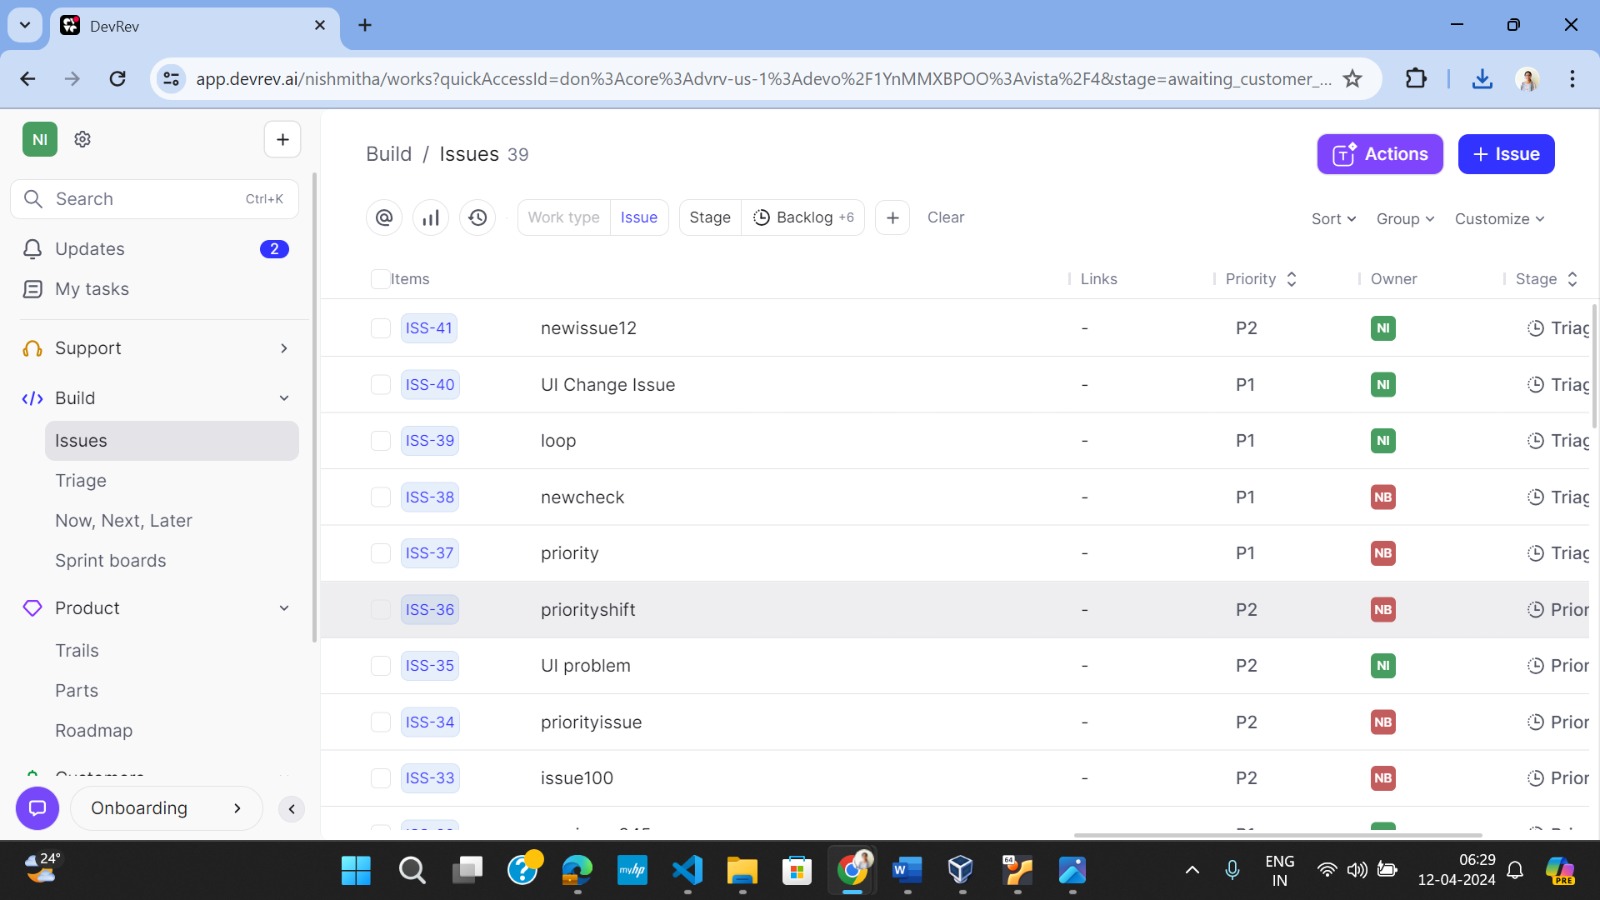 DevRev
app.devrev.ai/nishmitha/works?quickAccessId=don%3Acore%3Advrv-us-1%3Adevo%2F1YnMMXBPOO%3Avista%2F4&stage=awaiting_customer_...
NI
Build / Issues 39
Actions
+ Issue
Search Ctrl+K
@ Work type Issue Stage Backlog +6 + Clear
Sort Group Customize
Updates 2
My tasks
Support
Build
Issues
Triage
Now, Next, Later
Sprint boards
Product
Trails
Parts
Roadmap
Onboarding
Items Links Priority Owner Stage
ISS-41 newissue12 - P2 NI Triag
ISS-40 UI Change Issue - P1 NI Triag
ISS-39 loop - P1 NI Triag
ISS-38 newcheck - P1 NB Triag
ISS-37 priority - P1 NB Triag
ISS-36 priorityshift - P2 NB Prior
ISS-35 UI problem - P2 NI Prior
ISS-34 priorityissue - P2 NB Prior
ISS-33 issue100 - P2 NB Prior
24°
myhp
64
ENG
IN
06:29
12-04-2024
PRE